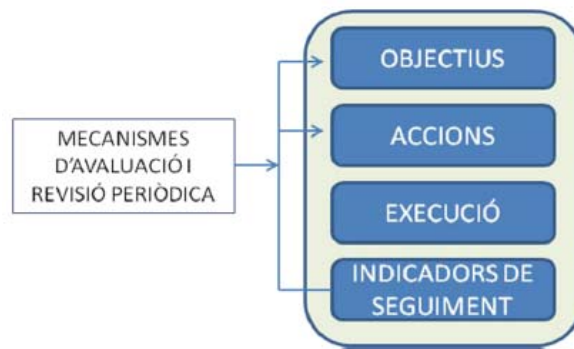 MECANISMES
D'AVALUACIÓ I
REVISIÓ PERIÒDICA
OBJECTIUS
ACCIONS
EXECUCIÓ
INDICADORS DE
SEGUIMENT